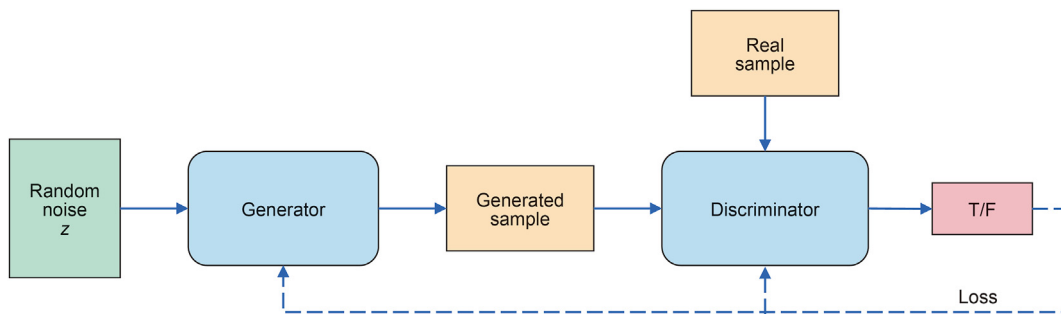 Real
sample
Random
noise
z
Generator
Generated
sample
Discriminator
T/F
Loss